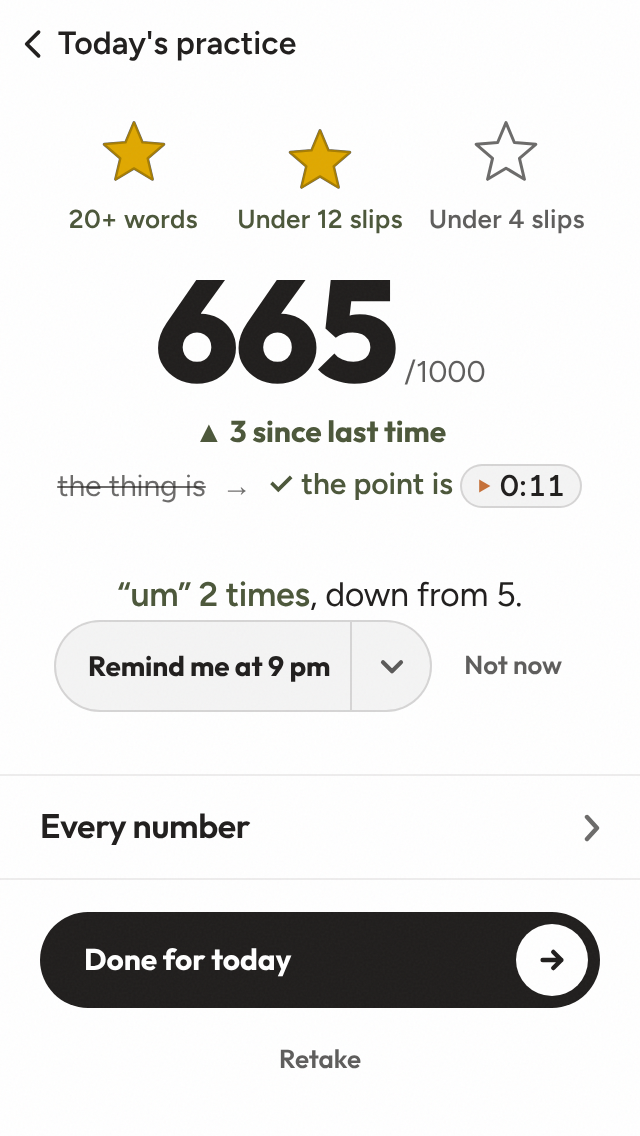 Today's practice
20+ words Under 12 slips Under 4 slips
665 /1000
▲ 3 since last time
the thing is → ✓ the point is ▶ 0:11
“um” 2 times, down from 5.
Remind me at 9 pm Not now
Every number
Done for today →
Retake